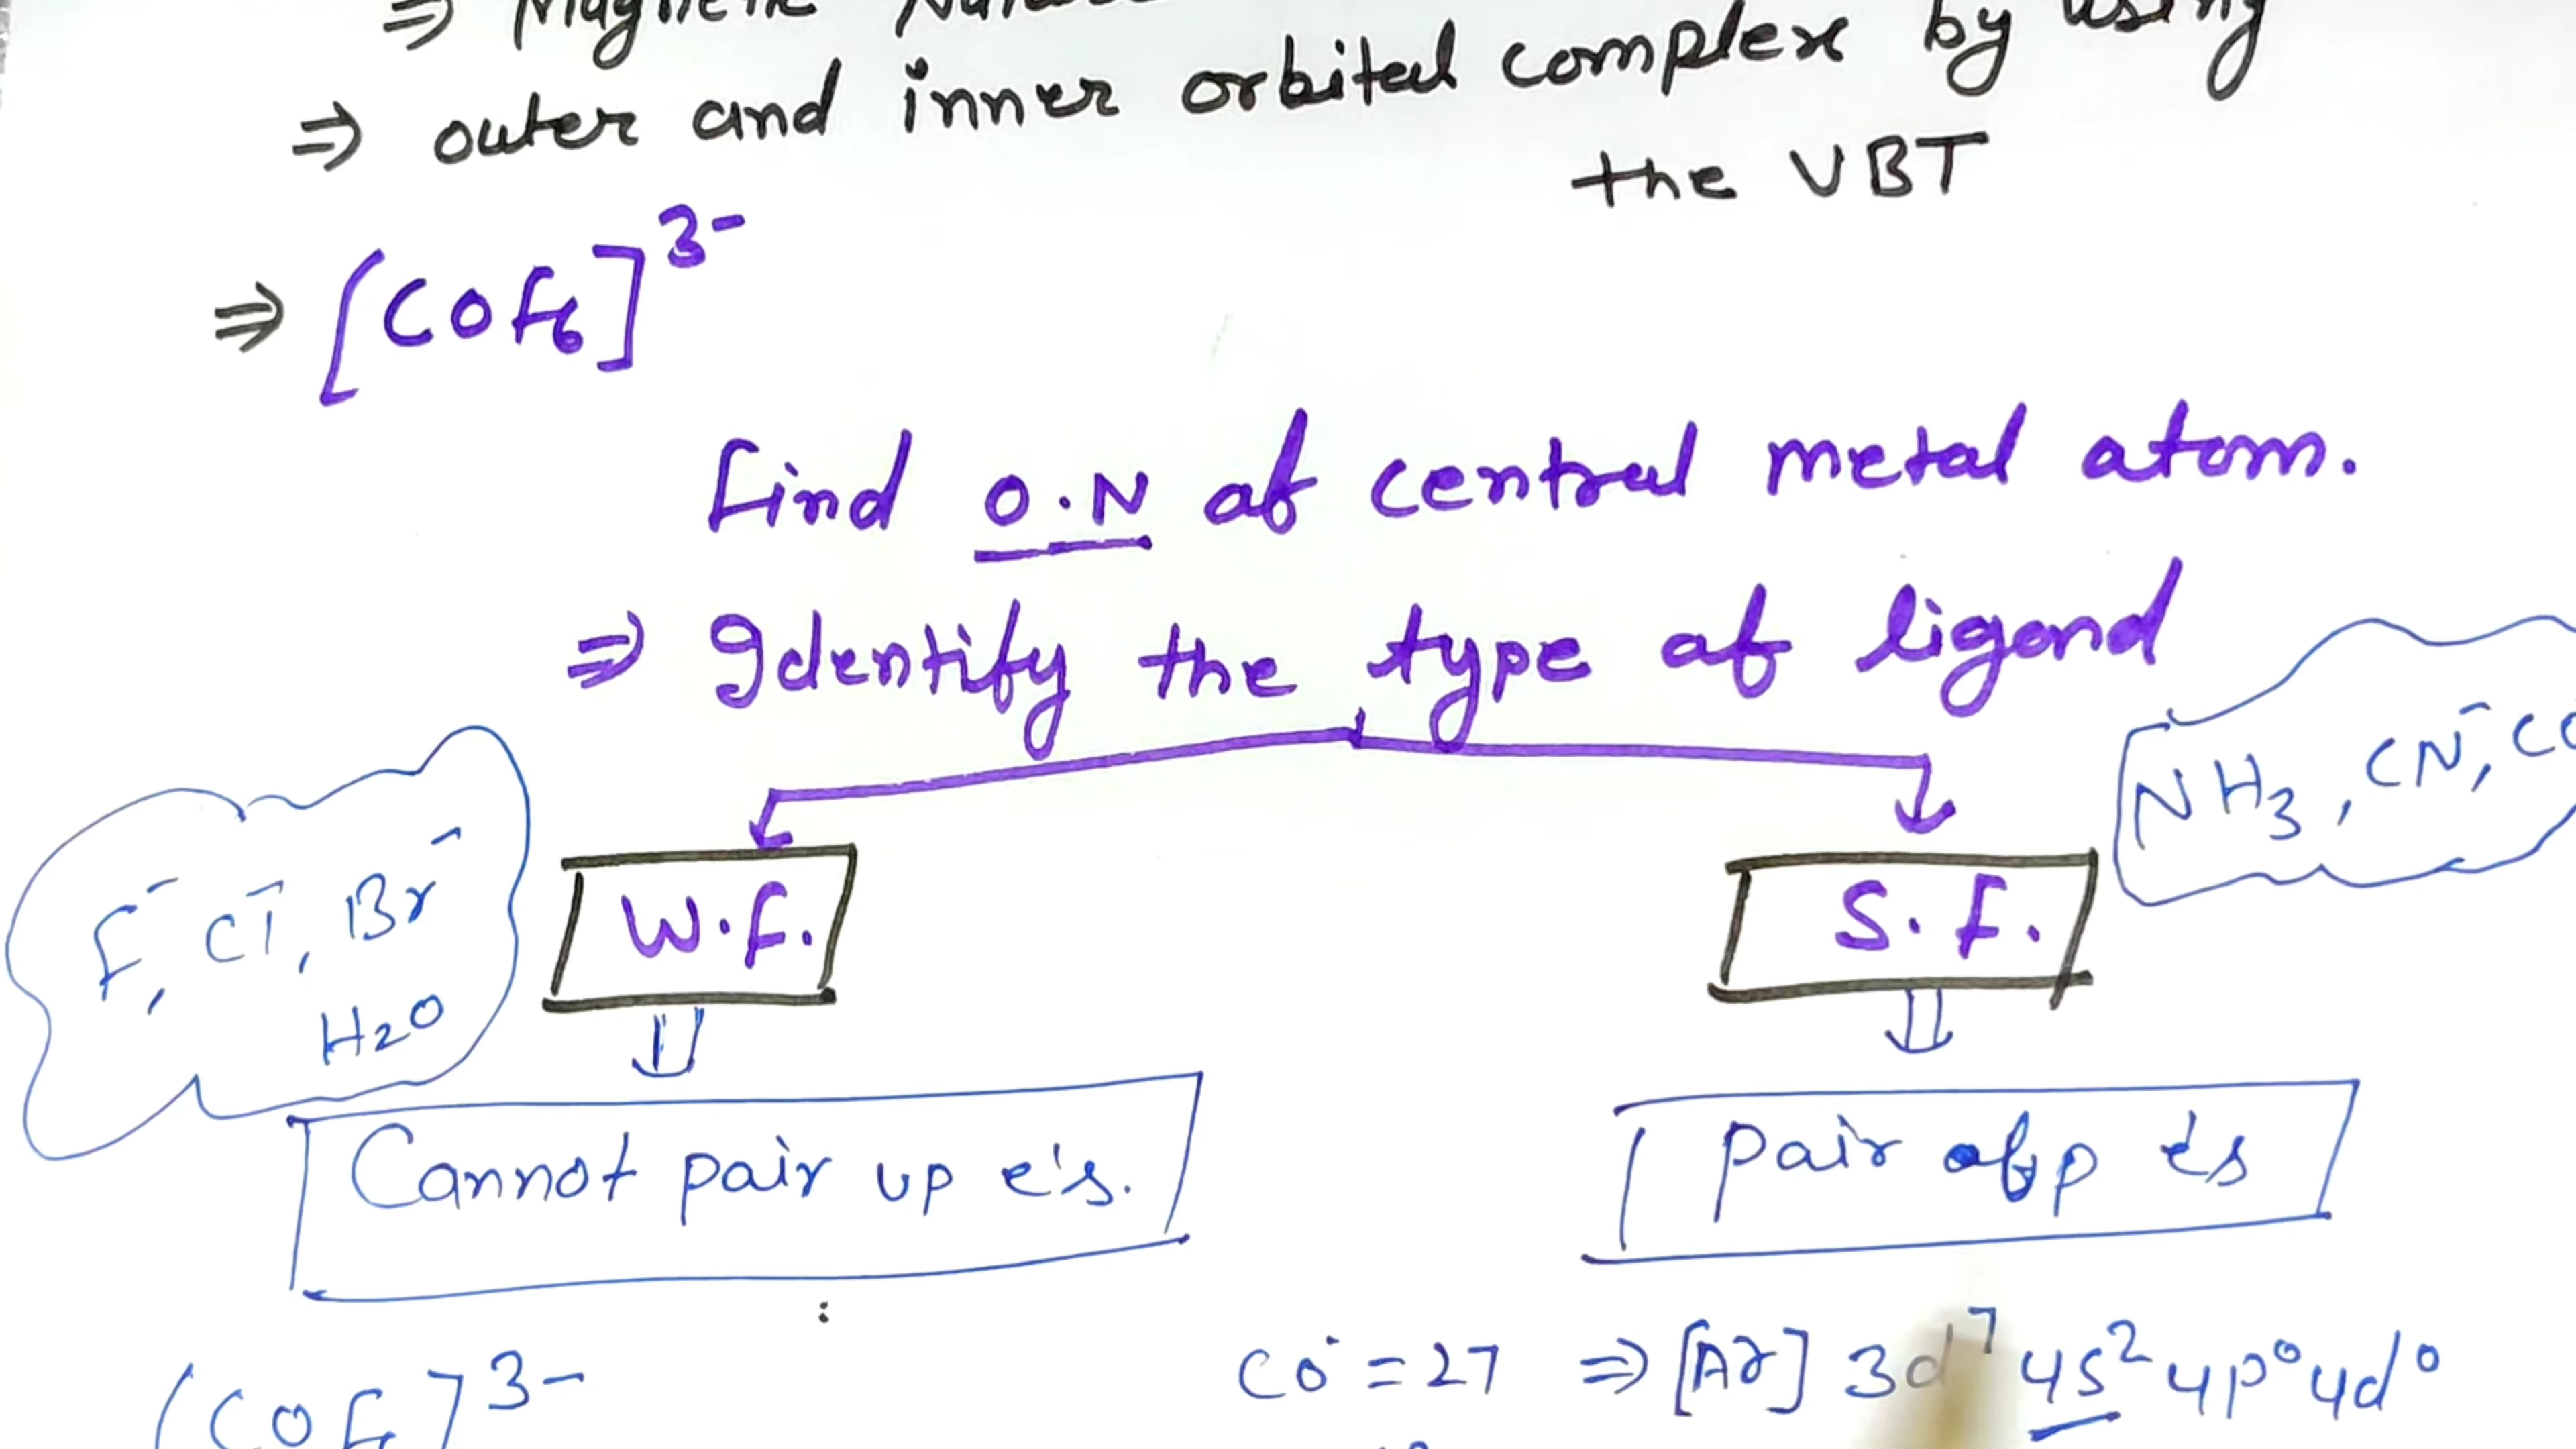 ⇒ Magnetic
⇒ outer and inner orbital complex by using
the VBT
⇒ [CoF6]3-
Find O.N of central metal atom.
⇒ Identify the type of ligand
NH3, CN-, CO
F-, Cl-, Br-
H2O
W.F.
S.F.
Cannot pair up e's.
pair up e's
Co = 27 ⇒ [Ar] 3d7 4s2 4p0 4d0
[CoF6]3-